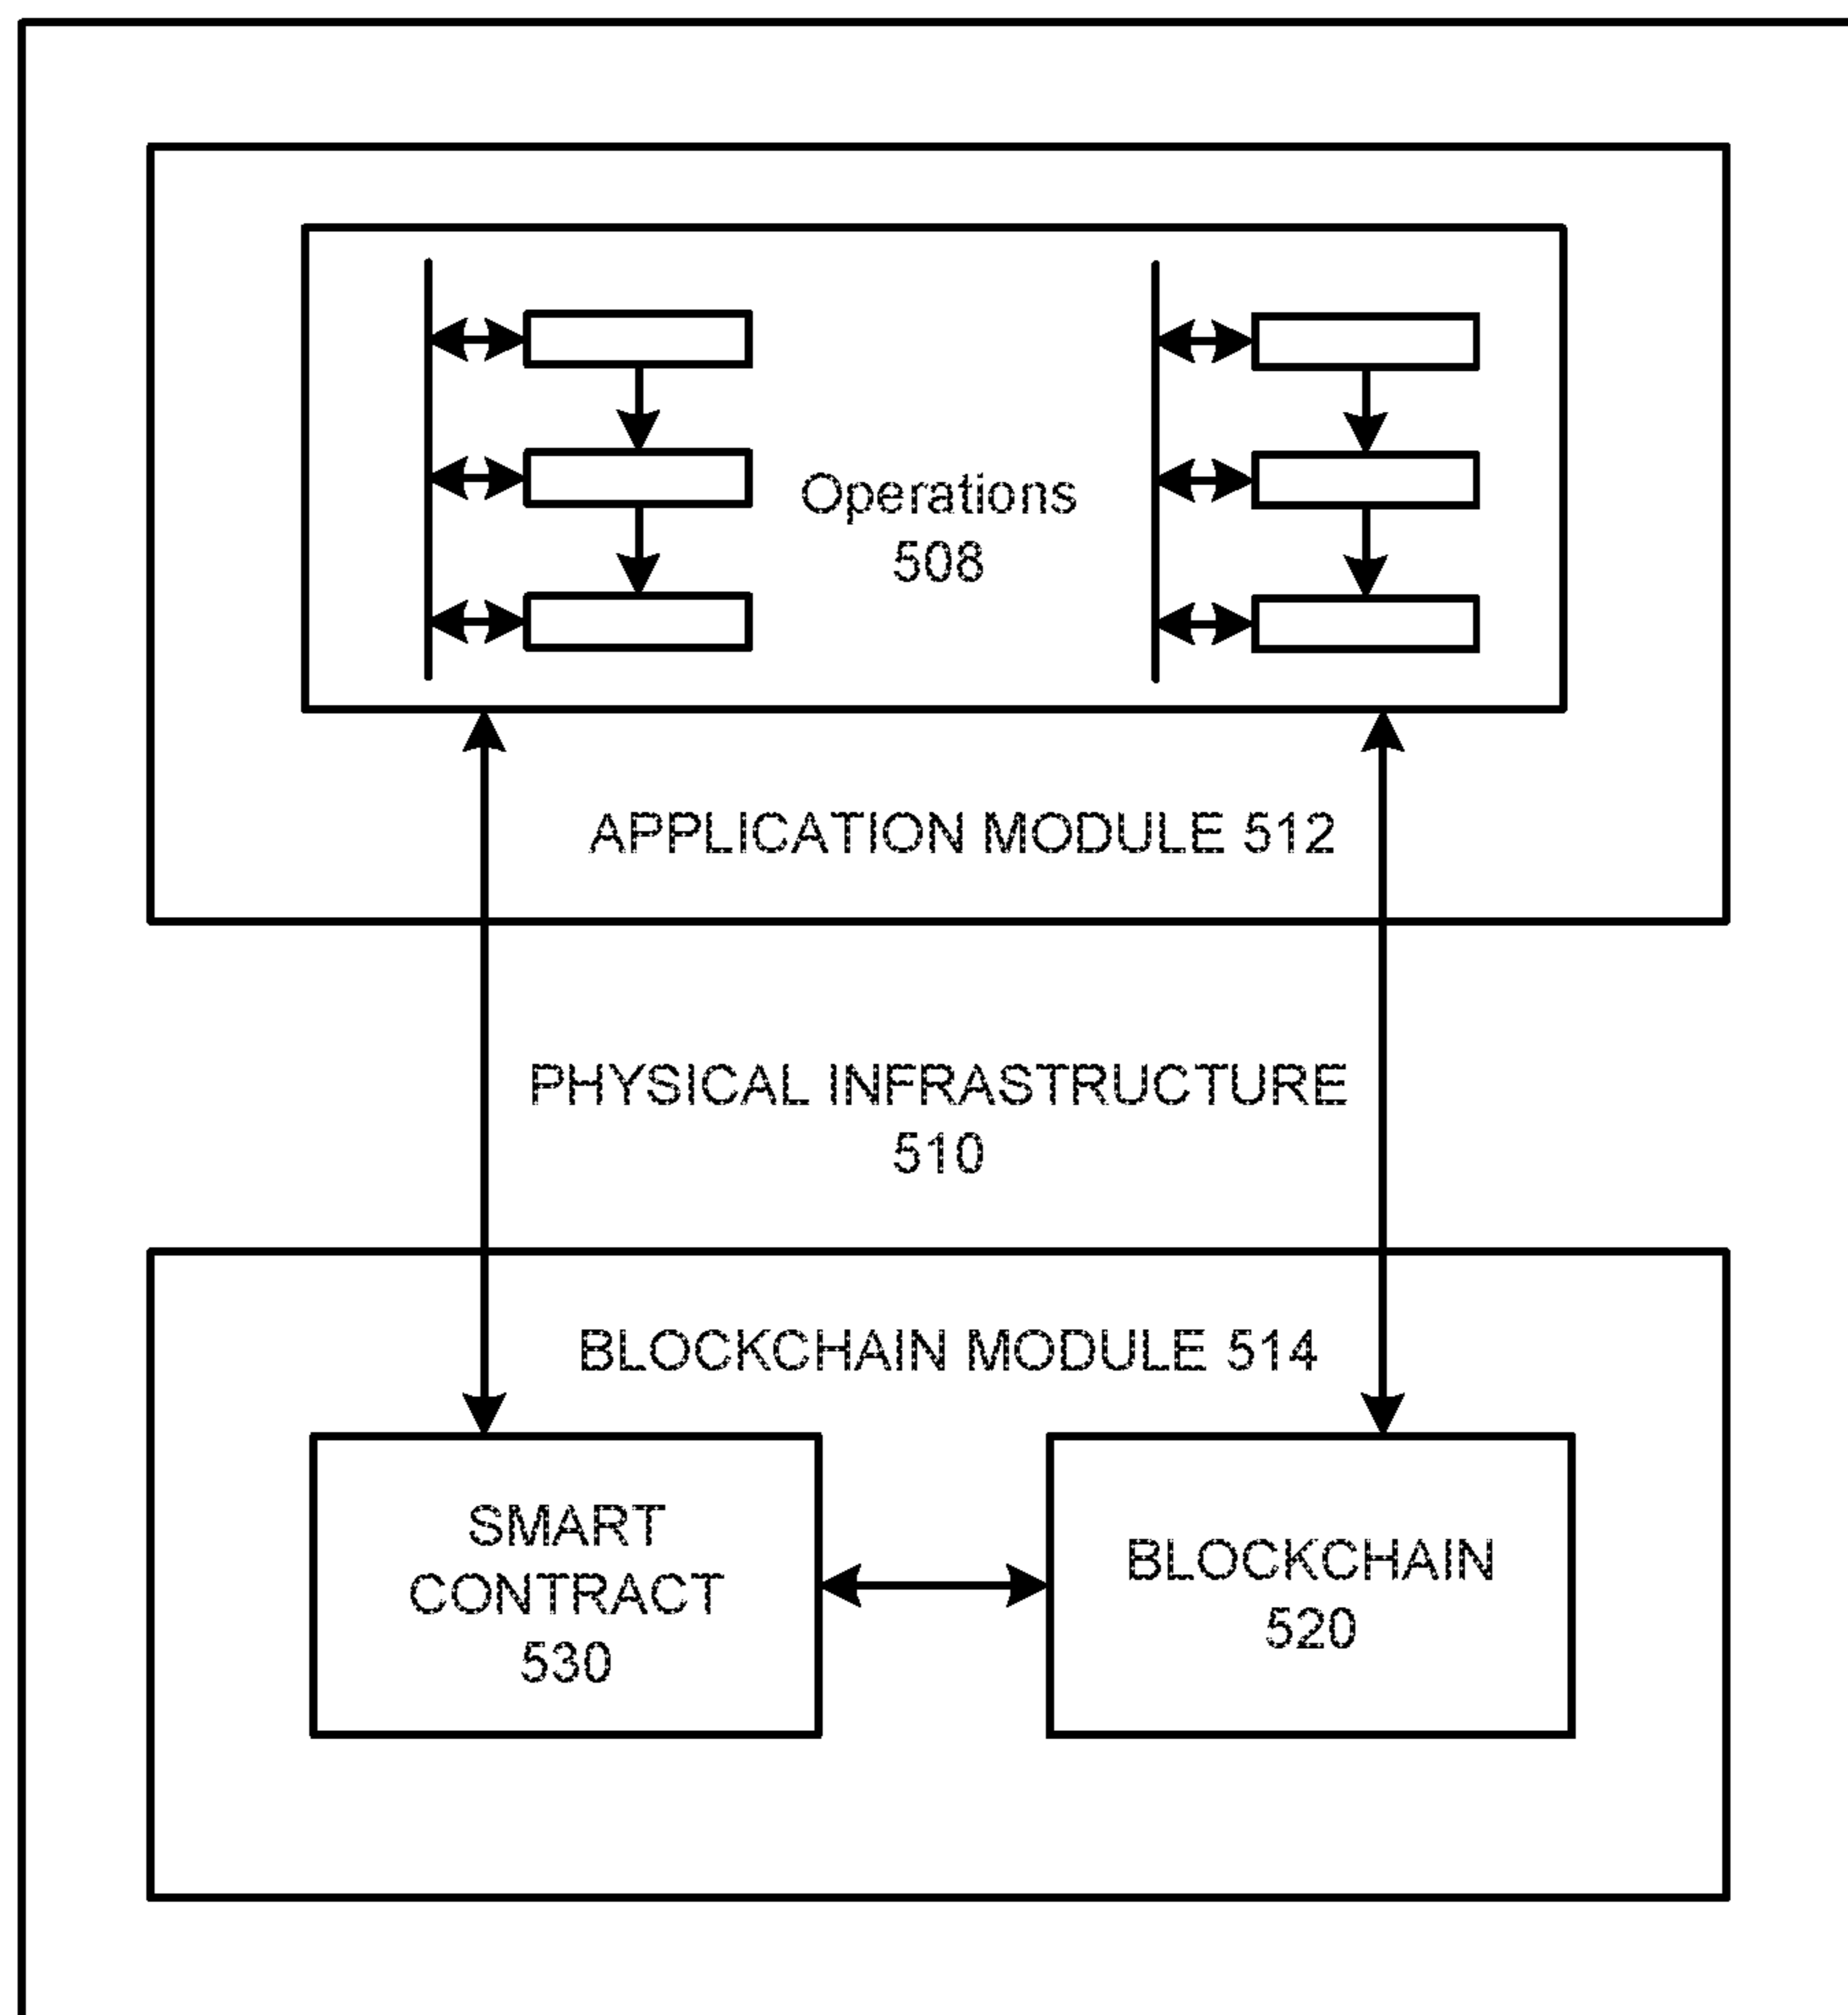 Operations
508
APPLICATION MODULE 512
PHYSICAL INFRASTRUCTURE
510
BLOCKCHAIN MODULE 514
SMART
CONTRACT
530
BLOCKCHAIN
520